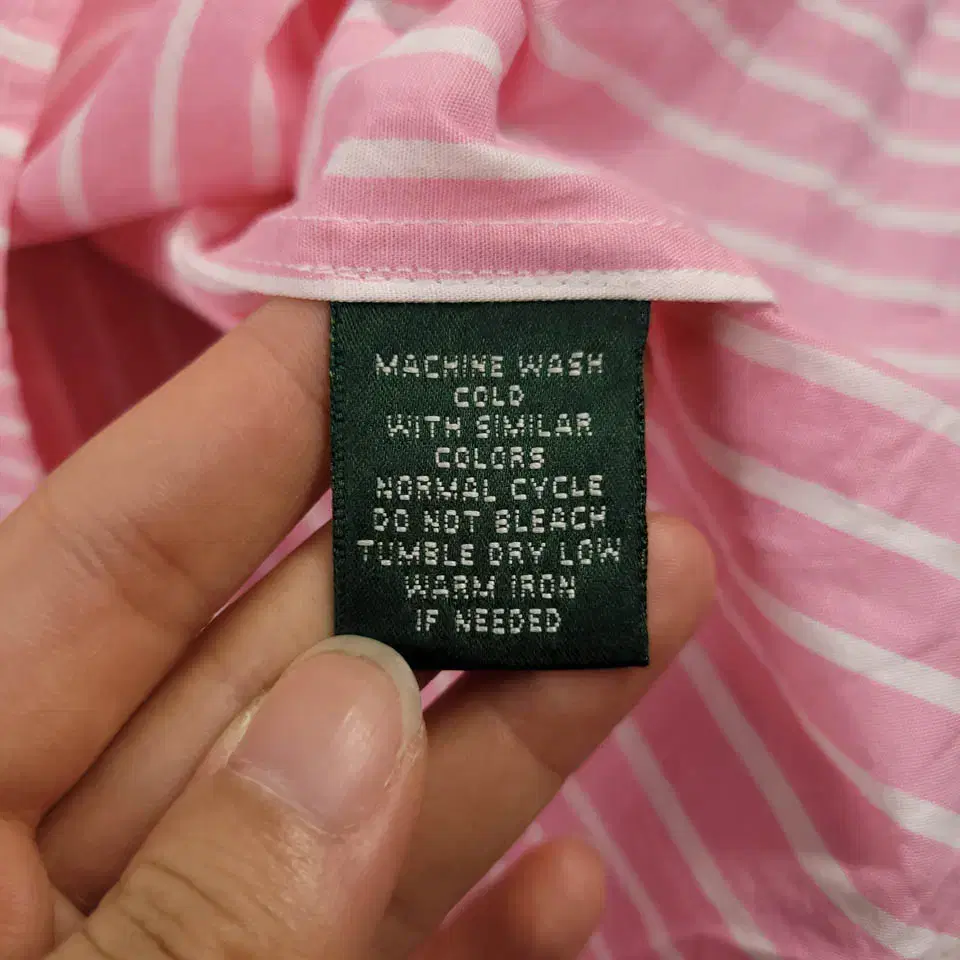 MACHINE WASH
COLD
WITH SIMILAR
COLORS
NORMAL CYCLE
DO NOT BLEACH
TUMBLE DRY LOW
WARM IRON
IF NEEDED